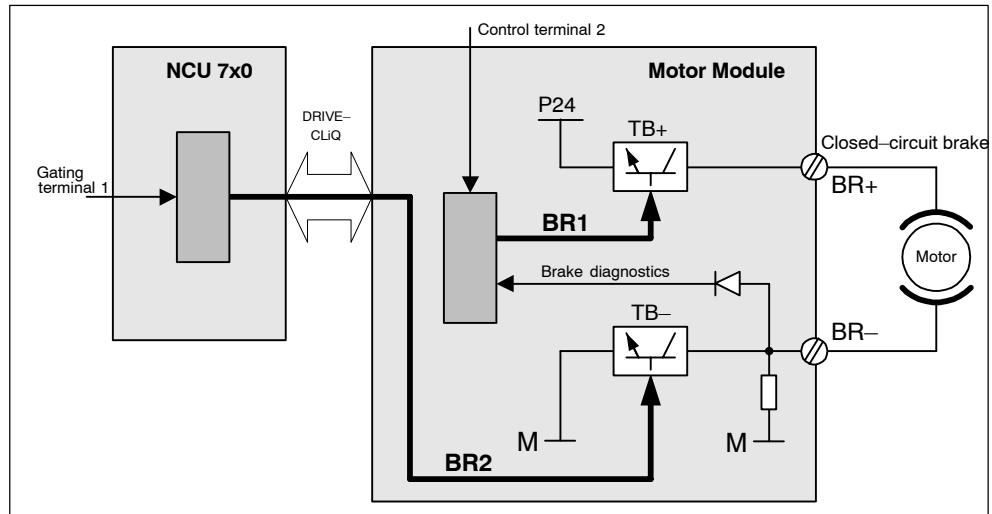 Control terminal 2
NCU 7x0
Motor Module
DRIVE–
CLiQ
P24
TB+
Closed–circuit brake
Gating
terminal 1
BR+
BR1
Motor
Brake diagnostics
TB–
BR–
M
M
BR2